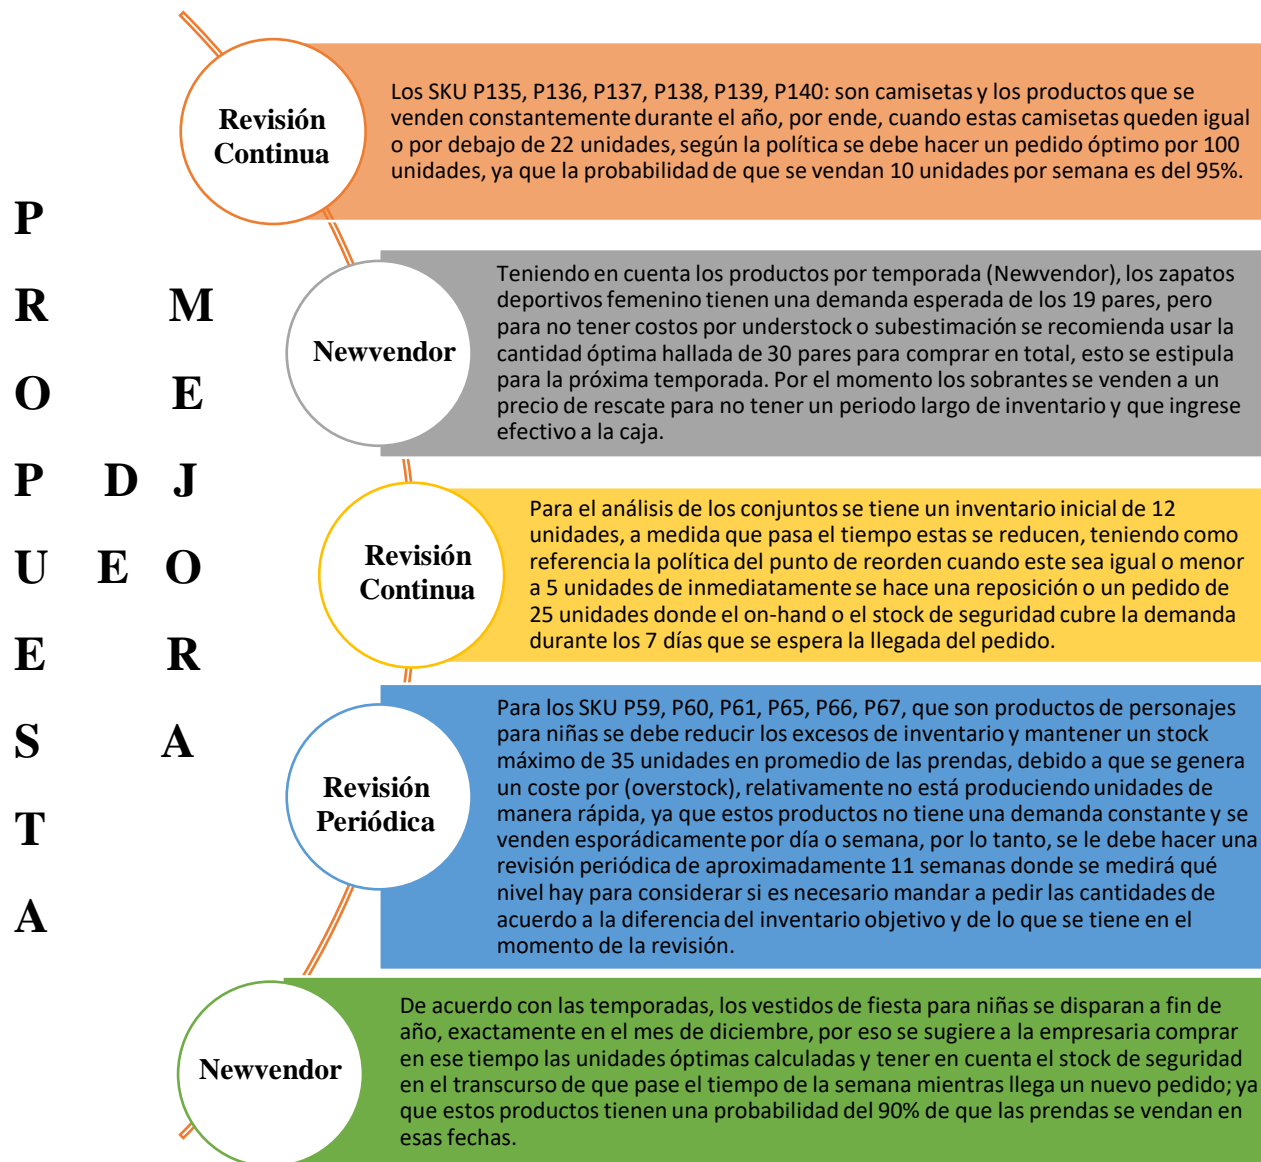 PROPUESTA
DE
MEJORA
Revisión
Continua
Los SKU P135, P136, P137, P138, P139, P140: son camisetas y los productos que se
venden constantemente durante el año, por ende, cuando estas camisetas queden igual
o por debajo de 22 unidades, según la política se debe hacer un pedido óptimo por 100
unidades, ya que la probabilidad de que se vendan 10 unidades por semana es del 95%.
Newvendor
Teniendo en cuenta los productos por temporada (Newvendor), los zapatos
deportivos femenino tienen una demanda esperada de los 19 pares, pero
para no tener costos por understock o subestimación se recomienda usar la
cantidad óptima hallada de 30 pares para comprar en total, esto se estipula
para la próxima temporada. Por el momento los sobrantes se venden a un
precio de rescate para no tener un periodo largo de inventario y que ingrese
efectivo a la caja.
Revisión
Continua
Para el análisis de los conjuntos se tiene un inventario inicial de 12
unidades, a medida que pasa el tiempo estas se reducen, teniendo como
referencia la política del punto de reorden cuando este sea igual o menor
a 5 unidades de inmediatamente se hace una reposición o un pedido de
25 unidades donde el on-hand o el stock de seguridad cubre la demanda
durante los 7 días que se espera la llegada del pedido.
Revisión
Periódica
Para los SKU P59, P60, P61, P65, P66, P67, que son productos de personajes
para niñas se debe reducir los excesos de inventario y mantener un stock
máximo de 35 unidades en promedio de las prendas, debido a que se genera
un coste por (overstock), relativamente no está produciendo unidades de
manera rápida, ya que estos productos no tiene una demanda constante y se
venden esporádicamente por día o semana, por lo tanto, se le debe hacer una
revisión periódica de aproximadamente 11 semanas donde se medirá qué
nivel hay para considerar si es necesario mandar a pedir las cantidades de
acuerdo a la diferencia del inventario objetivo y de lo que se tiene en el
momento de la revisión.
Newvendor
De acuerdo con las temporadas, los vestidos de fiesta para niñas se disparan a fin de
año, exactamente en el mes de diciembre, por eso se sugiere a la empresaria comprar
en ese tiempo las unidades óptimas calculadas y tener en cuenta el stock de seguridad
en el transcurso de que pase el tiempo de la semana mientras llega un nuevo pedido; ya
que estos productos tienen una probabilidad del 90% de que las prendas se vendan en
esas fechas.